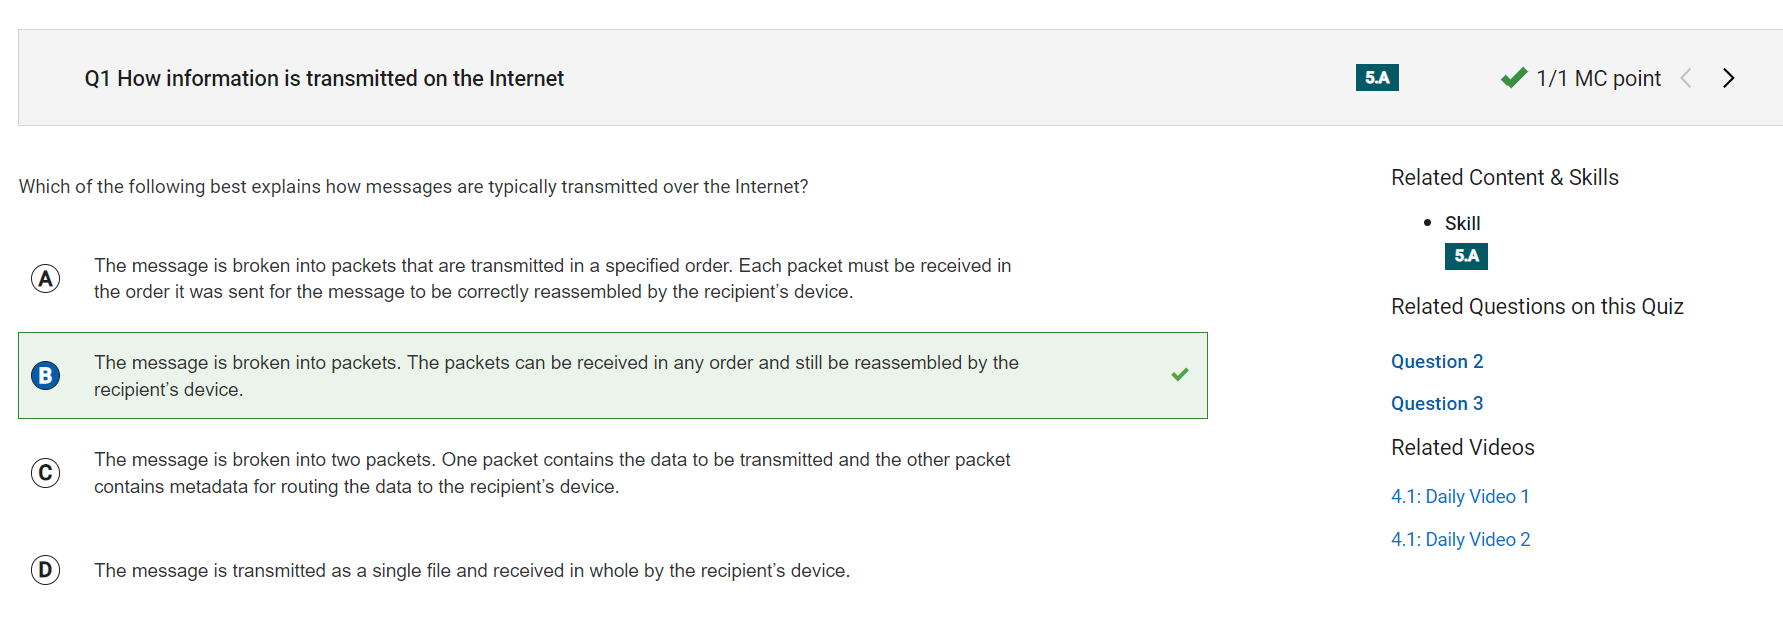 Q1 How information is transmitted on the Internet
5.A
1/1 MC point
Which of the following best explains how messages are typically transmitted over the Internet?
A
The message is broken into packets that are transmitted in a specified order. Each packet must be received in
the order it was sent for the message to be correctly reassembled by the recipient’s device.
B
The message is broken into packets. The packets can be received in any order and still be reassembled by the
recipient’s device.
C
The message is broken into two packets. One packet contains the data to be transmitted and the other packet
contains metadata for routing the data to the recipient’s device.
D
The message is transmitted as a single file and received in whole by the recipient’s device.
Related Content & Skills
• Skill
5.A
Related Questions on this Quiz
Question 2
Question 3
Related Videos
4.1: Daily Video 1
4.1: Daily Video 2